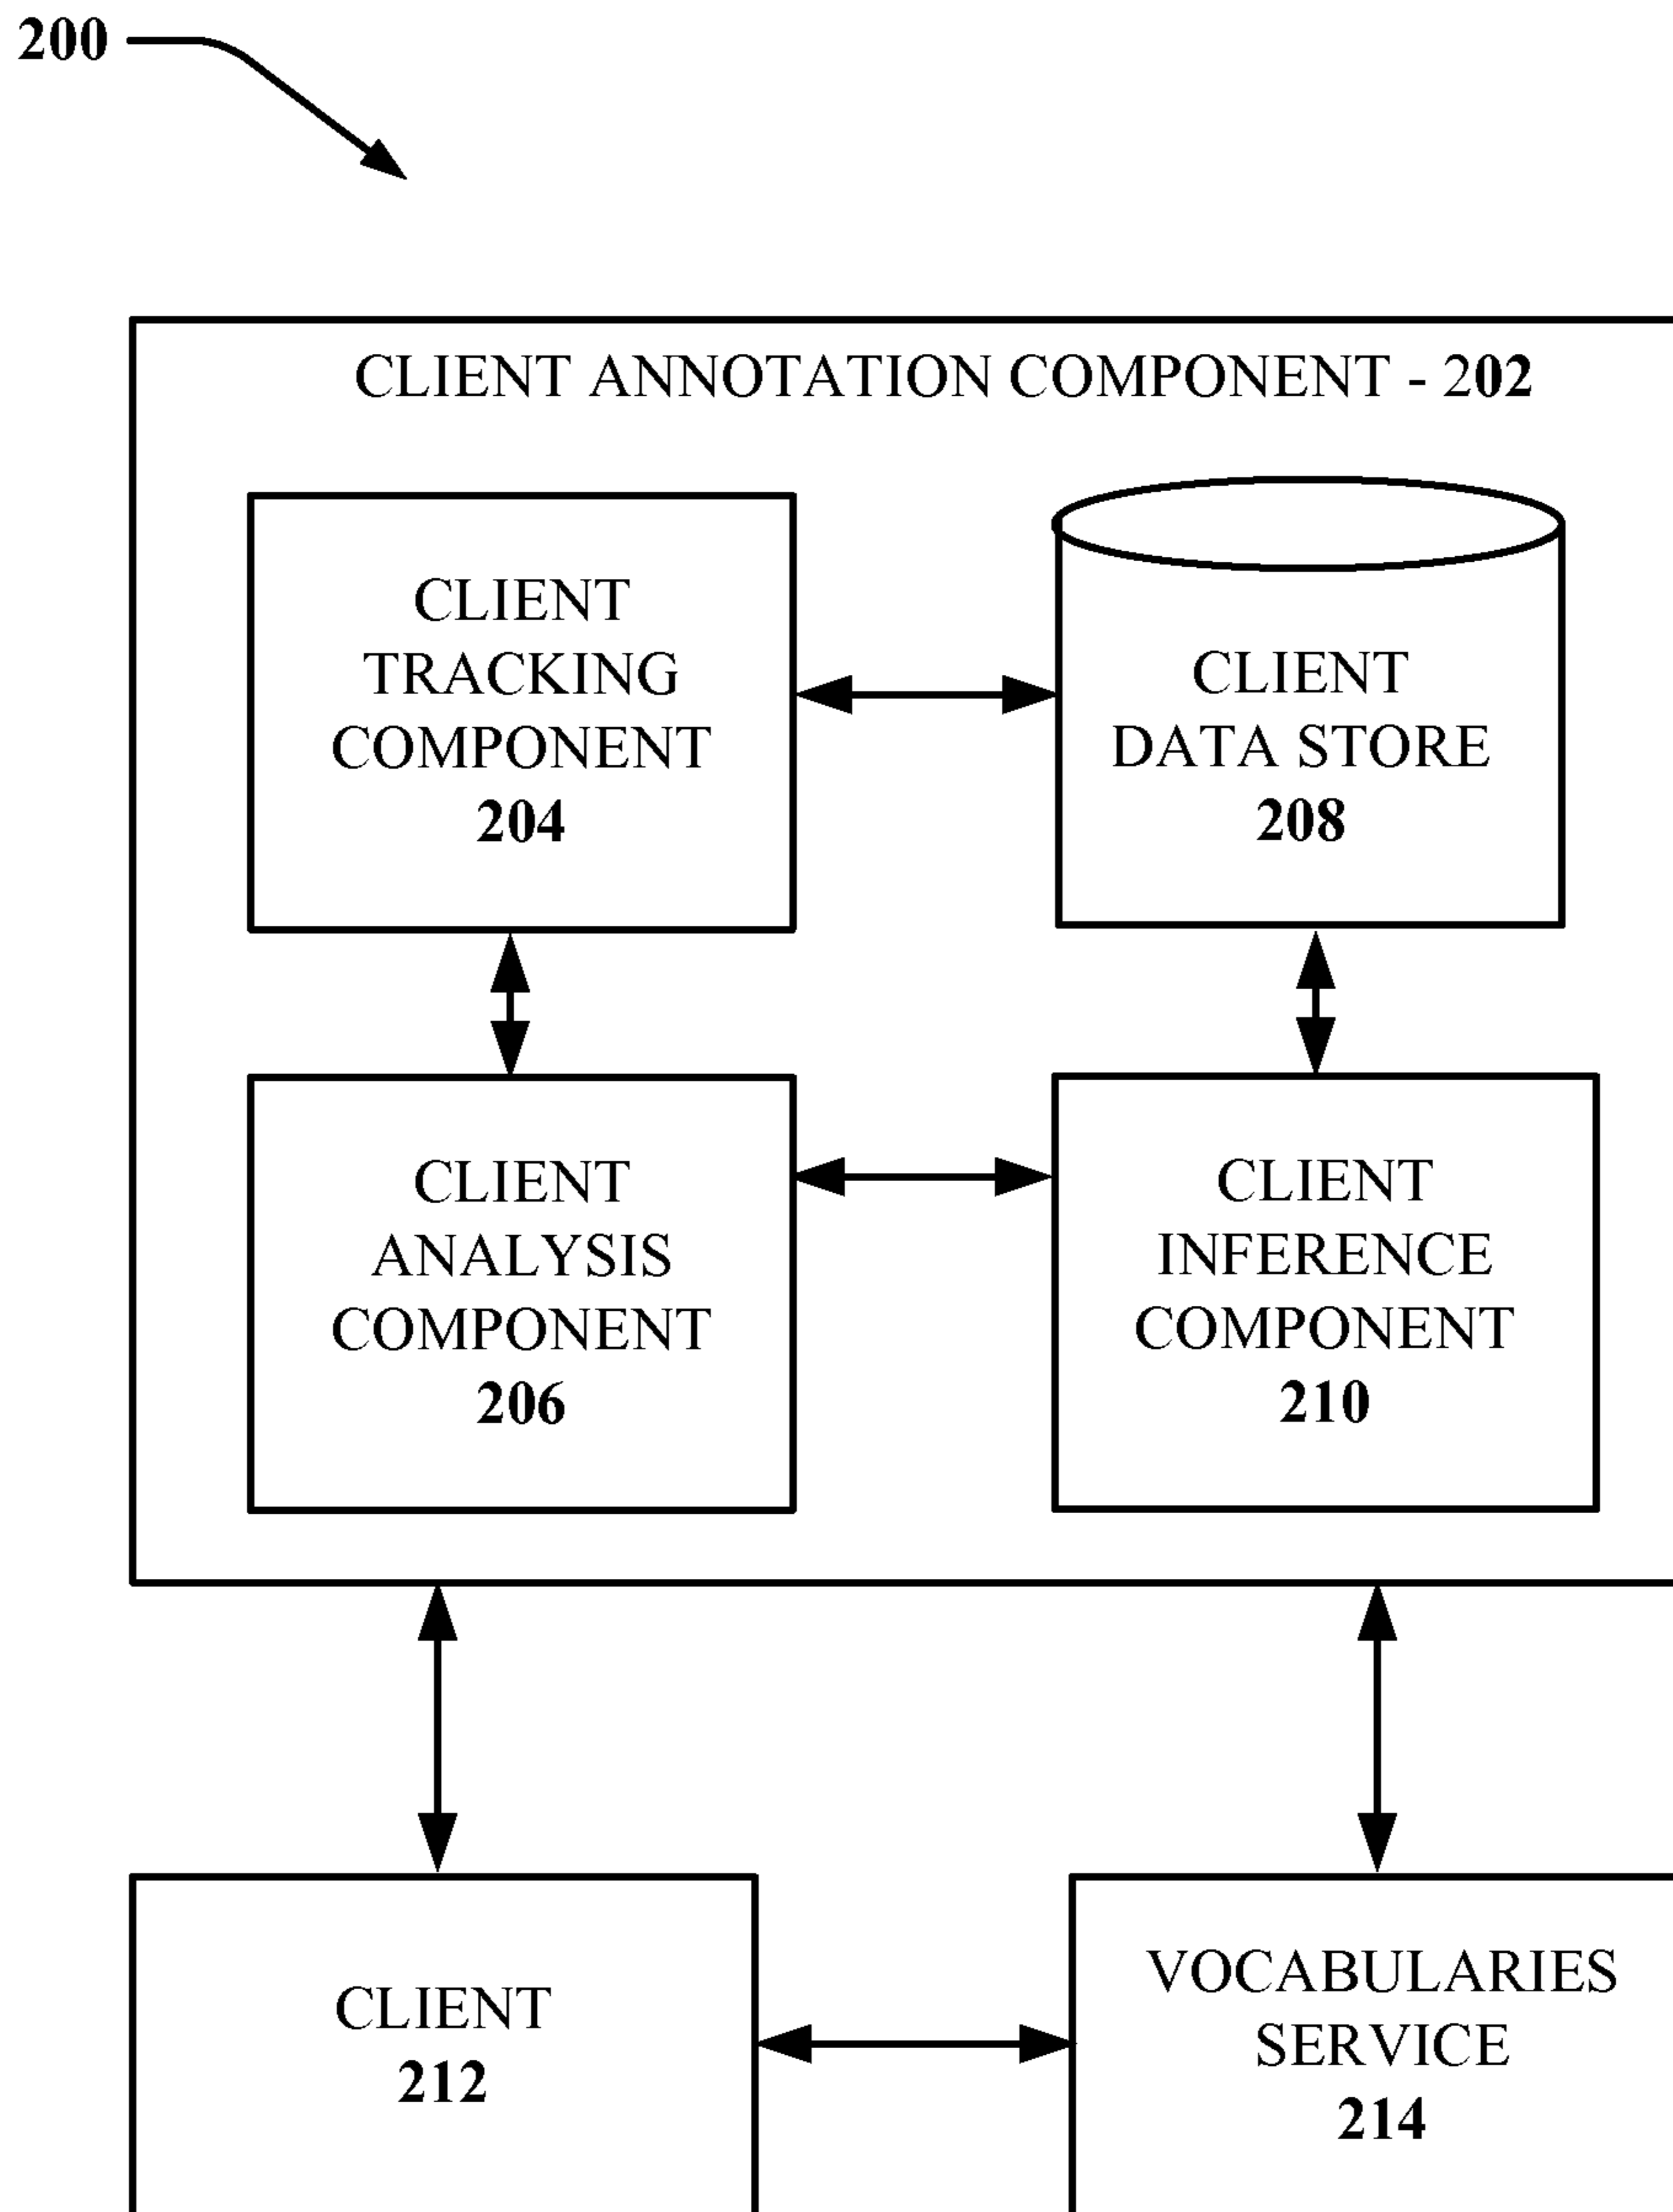 200
CLIENT ANNOTATION COMPONENT - 202
CLIENT
TRACKING
COMPONENT
204
CLIENT
DATA STORE
208
CLIENT
ANALYSIS
COMPONENT
206
CLIENT
INFERENCE
COMPONENT
210
CLIENT
212
VOCABULARIES
SERVICE
214